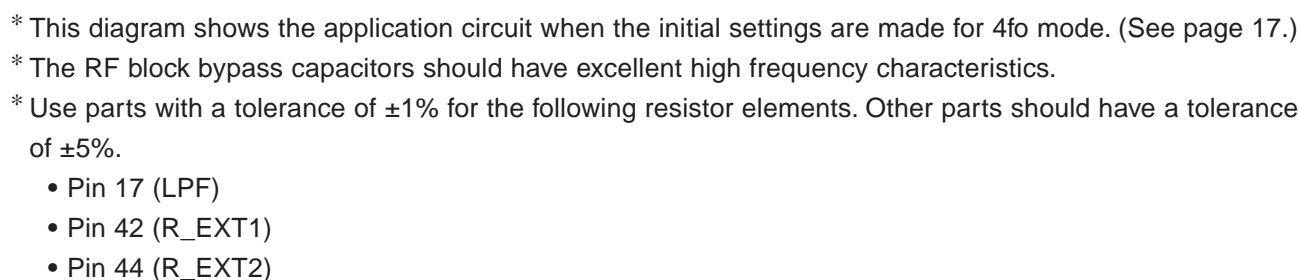 * This diagram shows the application circuit when the initial settings are made for 4fo mode. (See page 17.)
* The RF block bypass capacitors should have excellent high frequency characteristics.
* Use parts with a tolerance of ±1% for the following resistor elements. Other parts should have a tolerance
of ±5%.
• Pin 17 (LPF)
• Pin 42 (R_EXT1)
• Pin 44 (R_EXT2)